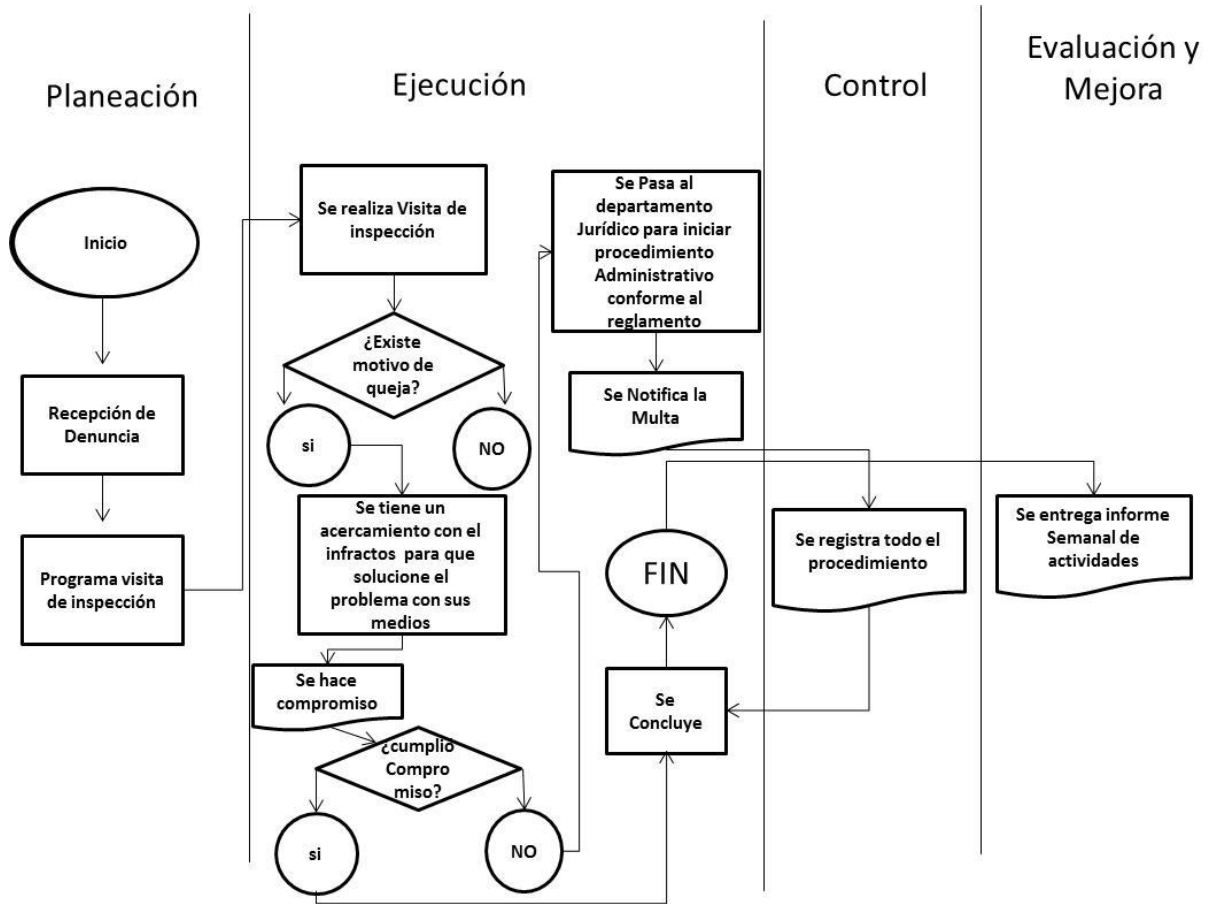 Planeación
Ejecución
Control
Evaluación y
Mejora
Inicio
Recepción de
Denuncia
Programa visita
de inspección
Se realiza Visita de
inspección
¿Existe
motivo de
queja?
si
NO
Se tiene un
acercamiento con el
infractos para que
solucione el
problema con sus
medios
Se hace
compromiso
¿cumplió
Compro
miso?
si
NO
Se Pasa al
departamento
Jurídico para iniciar
procedimiento
Administrativo
conforme al
reglamento
Se Notifica la
Multa
FIN
Se
Concluye
Se registra todo el
procedimiento
Se entrega informe
Semanal de
actividades